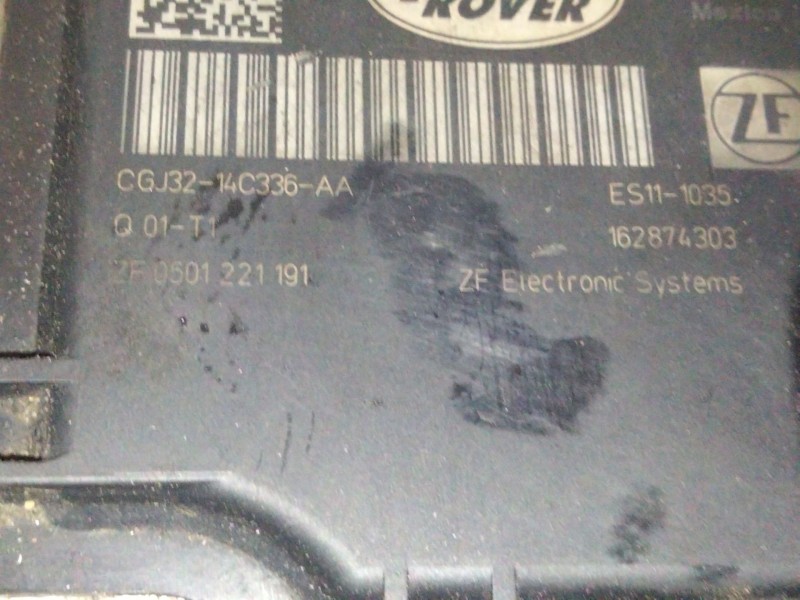 -ROVER
Mexico
ZF
CGJ32-14C336-AA
ES11-1035
Q 01-T1
162874303
ZF 0501 221 191
ZF Electronic Systems